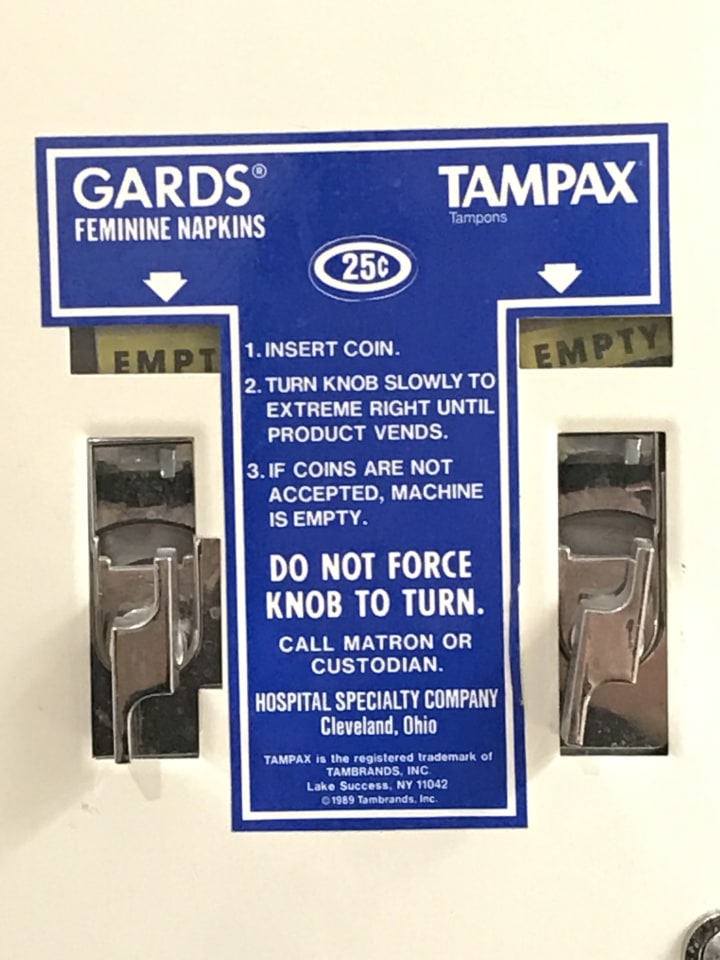 GARDS®
FEMININE NAPKINS
TAMPAX
Tampons
25¢
EMPT
EMPTY
1. INSERT COIN.
2. TURN KNOB SLOWLY TO
EXTREME RIGHT UNTIL
PRODUCT VENDS.
3. IF COINS ARE NOT
ACCEPTED, MACHINE
IS EMPTY.
DO NOT FORCE
KNOB TO TURN.
CALL MATRON OR
CUSTODIAN.
HOSPITAL SPECIALTY COMPANY
Cleveland, Ohio
TAMPAX is the registered trademark of
TAMBRANDS, INC.
Lake Success, NY 11042
© 1989 Tambrands, Inc.